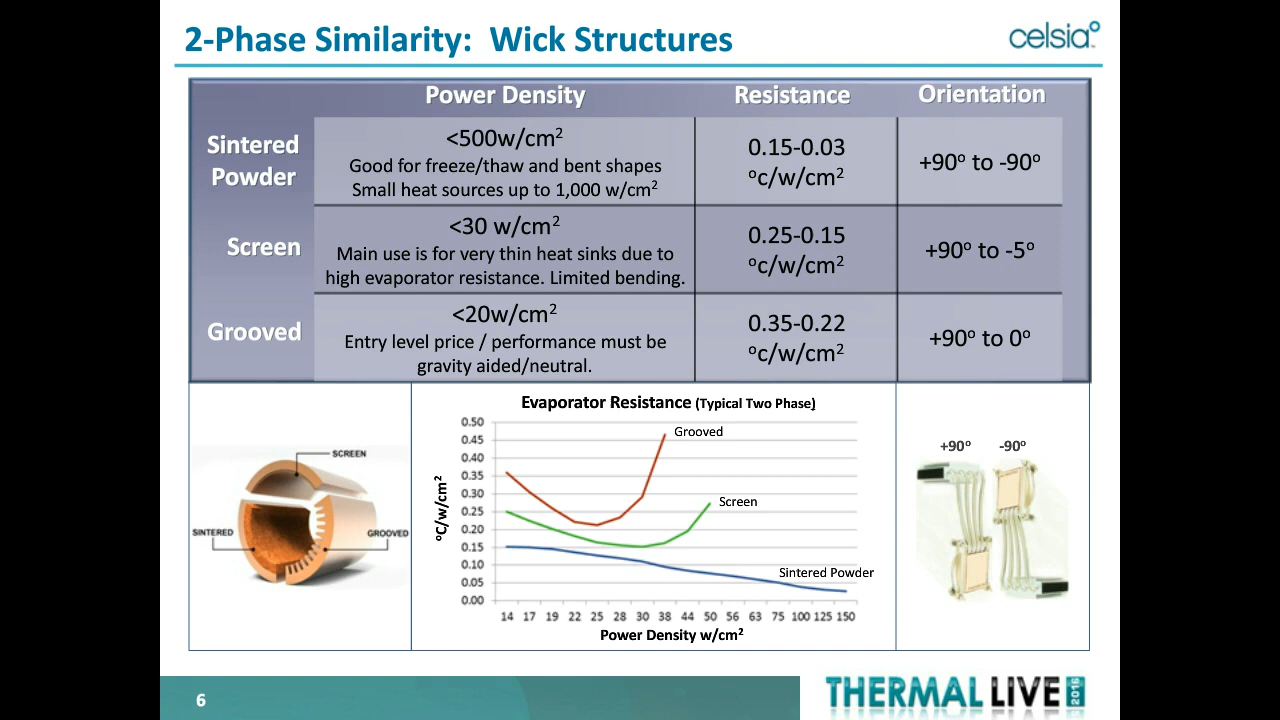 2-Phase Similarity:  Wick Structures
celsia
Power Density
Resistance
Orientation
Sintered
Powder
<500w/cm²
Good for freeze/thaw and bent shapes
Small heat sources up to 1,000 w/cm²
0.15-0.03
ºc/w/cm²
+90º to -90º
Screen
<30 w/cm²
Main use is for very thin heat sinks due to
high evaporator resistance. Limited bending.
0.25-0.15
ºc/w/cm²
+90º to -5º
Grooved
<20w/cm²
Entry level price / performance must be
gravity aided/neutral.
0.35-0.22
ºc/w/cm²
+90º to 0º
SCREEN
SINTERED
GROOVED
Evaporator Resistance (Typical Two Phase)
ºC/w/cm²
0.50
0.45
0.40
0.35
0.30
0.25
0.20
0.15
0.10
0.05
0.00
Grooved
Screen
Sintered Powder
14 17 19 22 25 28 30 38 44 50 56 63 75 100 125 150
Power Density w/cm²
+90º -90º
6
THERMAL LIVE 2016